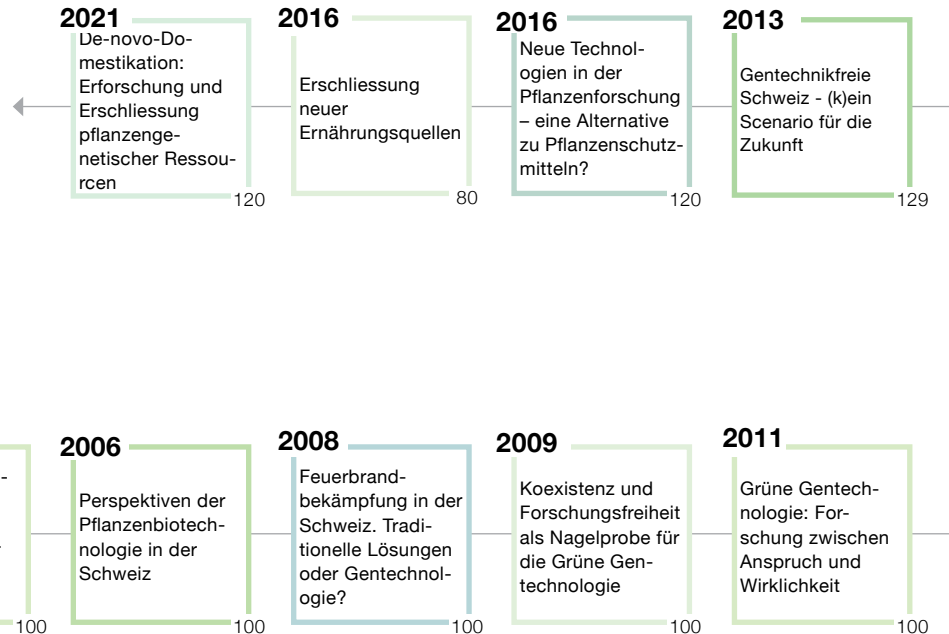 2021
De-novo-Do-
mestikation:
Erforschung und
Erschliessung
pflanzenge-
netischer Ressou-
rcen
120
2016
Erschliessung
neuer
Ernährungsquellen
80
2016
Neue Technol-
ogien in der
Pflanzenforschung
– eine Alternative
zu Pflanzenschutz-
mitteln?
120
2013
Gentechnikfreie
Schweiz - (k)ein
Scenario für die
Zukunft
129
-
100
2006
Perspektiven der
Pflanzenbiotech-
nologie in der
Schweiz
100
2008
Feuerbrand-
bekämpfung in der
Schweiz. Tradi-
tionelle Lösungen
oder Gentechnol-
ogie?
100
2009
Koexistenz und
Forschungsfreiheit
als Nagelprobe für
die Grüne Gen-
technologie
100
2011
Grüne Gentech-
nologie: For-
schung zwischen
Anspruch und
Wirklichkeit
100